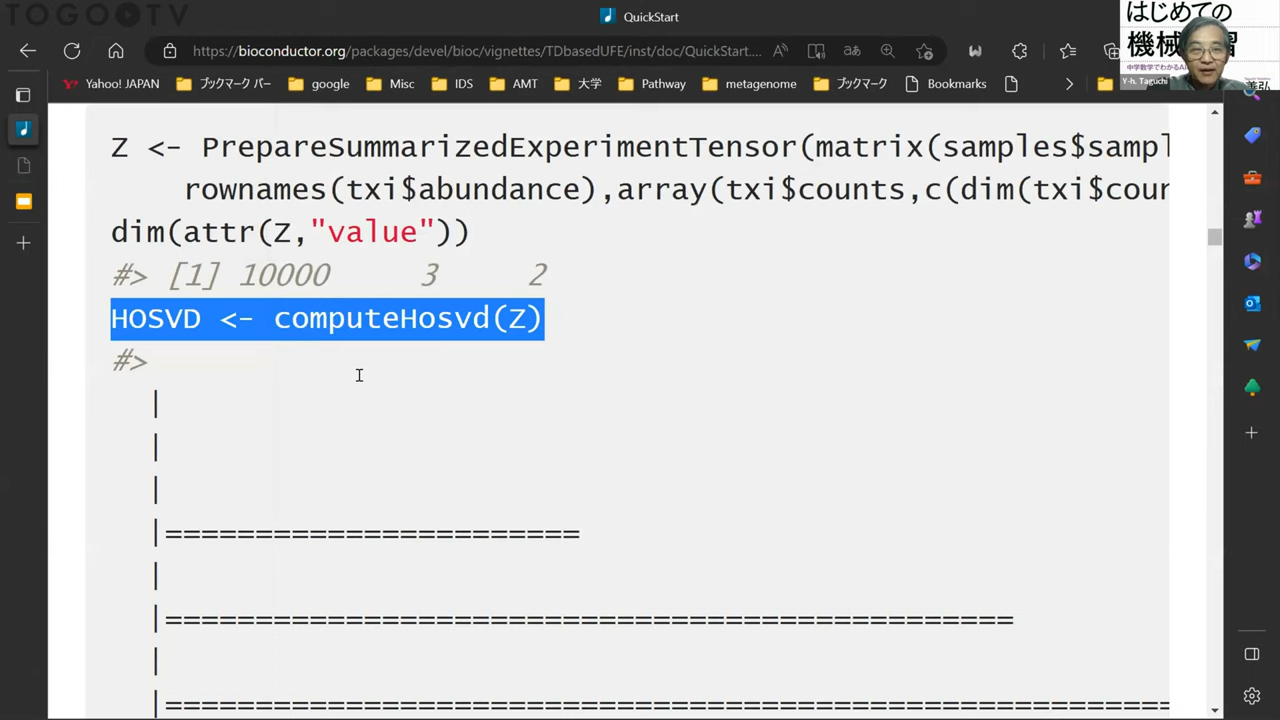 TOGO TV
QuickStart
https://bioconductor.org/packages/devel/bioc/vignettes/TDbasedUFE/inst/doc/QuickStart....
Yahoo! JAPAN
ブックマーク バー
google
Misc
AMT
大学
Pathway
metagenome
ブックマーク
Bookmarks
はじめての
機械
Y-h. Taguchi
Z <- PrepareSummarizedExperimentTensor(matrix(samples$sampl
rownames(txi$abundance),array(txi$counts,c(dim(txi$coun
dim(attr(Z,"value"))
#> [1] 10000 3 2
HOSVD <- computeHosvd(Z)
#>
|
|
|
|=======================
|
|===============================================
|
|========================================================